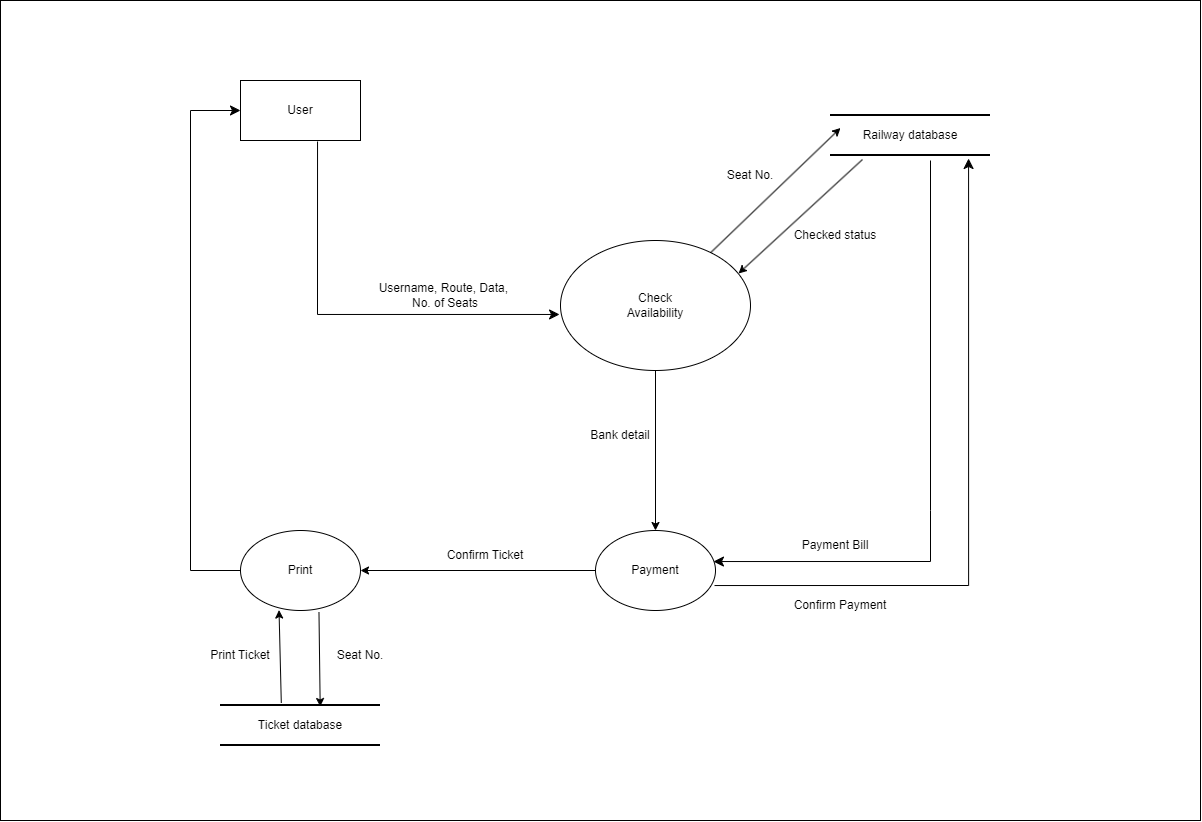 User
Railway database
Seat No.
Checked status
Username, Route, Data,
No. of Seats
Check
Availability
Bank detail
Payment Bill
Confirm Ticket
Print
Payment
Confirm Payment
Print Ticket
Seat No.
Ticket database